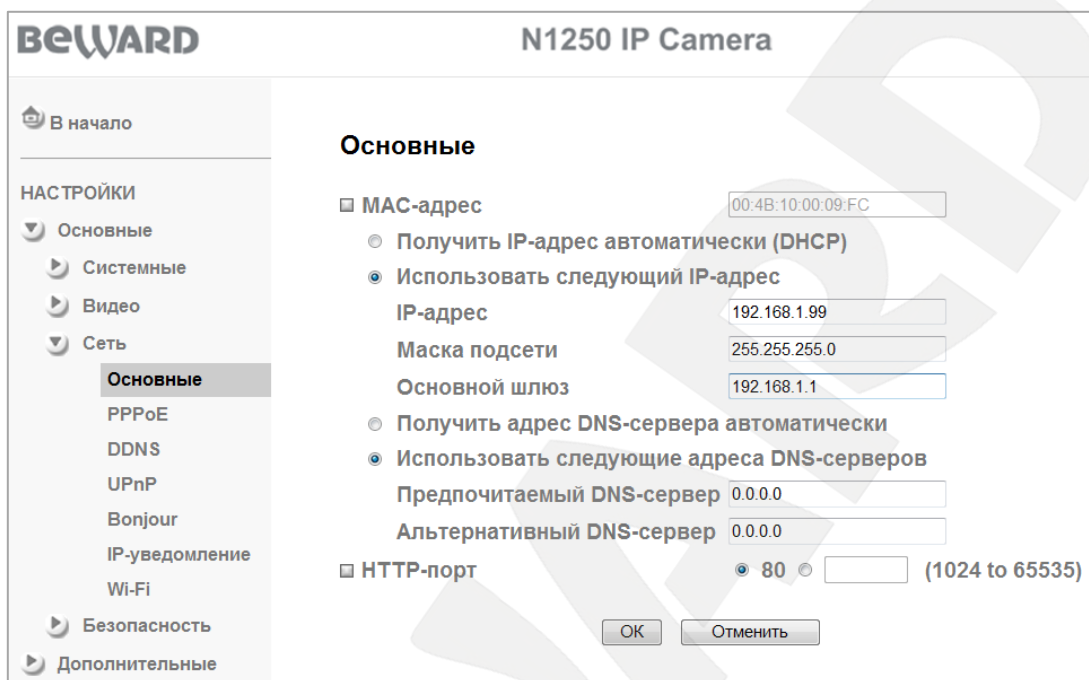 BEWARD
N1250 IP Camera
В начало
НАСТРОЙКИ
Основные
Системные
Видео
Сеть
Основные
PPPoE
DDNS
UPnP
Bonjour
IP-уведомление
Wi-Fi
Безопасность
Дополнительные
Основные
MAC-адрес 00:4B:10:00:09:FC
Получить IP-адрес автоматически (DHCP)
Использовать следующий IP-адрес
IP-адрес 192.168.1.99
Маска подсети 255.255.255.0
Основной шлюз 192.168.1.1
Получить адрес DNS-сервера автоматически
Использовать следующие адреса DNS-серверов
Предпочитаемый DNS-сервер 0.0.0.0
Альтернативный DNS-сервер 0.0.0.0
HTTP-порт 80 (1024 to 65535)
OK Отменить